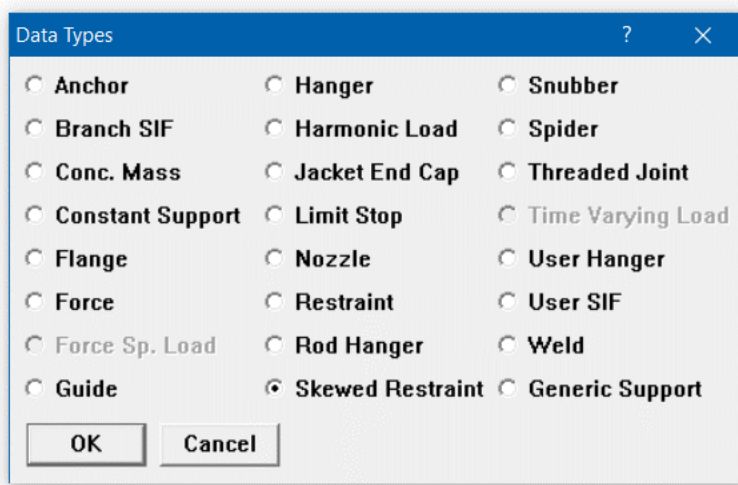 Data Types ? ×
Anchor Hanger Snubber
Branch SIF Harmonic Load Spider
Conc. Mass Jacket End Cap Threaded Joint
Constant Support Limit Stop Time Varying Load
Flange Nozzle User Hanger
Force Restraint User SIF
Force Sp. Load Rod Hanger Weld
Guide Skewed Restraint Generic Support
OK Cancel